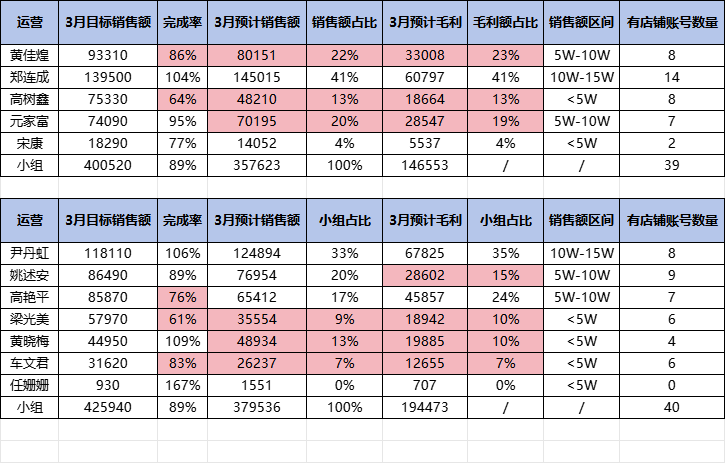 运营 3月目标销售额 完成率 3月预计销售额 销售额占比 3月预计毛利 毛利额占比 销售额区间 有店铺账号数量
黄佳煌 93310 86% 80151 22% 33008 23% 5W-10W 8
郑连成 139500 104% 145015 41% 60797 41% 10W-15W 14
高树鑫 75330 64% 48210 13% 18664 13% <5W 8
元家富 74090 95% 70195 20% 28547 19% 5W-10W 7
宋康 18290 77% 14052 4% 5537 4% <5W 2
小组 400520 89% 357623 100% 146553 / / 39
运营 3月目标销售额 完成率 3月预计销售额 小组占比 3月预计毛利 小组占比 销售额区间 有店铺账号数量
尹丹虹 118110 106% 124894 33% 67825 35% 10W-15W 8
姚述安 86490 89% 76954 20% 28602 15% 5W-10W 9
高艳平 85870 76% 65412 17% 45857 24% 5W-10W 7
梁光美 57970 61% 35554 9% 18942 10% <5W 6
黄晓梅 44950 109% 48934 13% 19885 10% <5W 4
车文君 31620 83% 26237 7% 12655 7% <5W 6
任姗姗 930 167% 1551 0% 707 0% <5W 0
小组 425940 89% 379536 100% 194473 / / 40